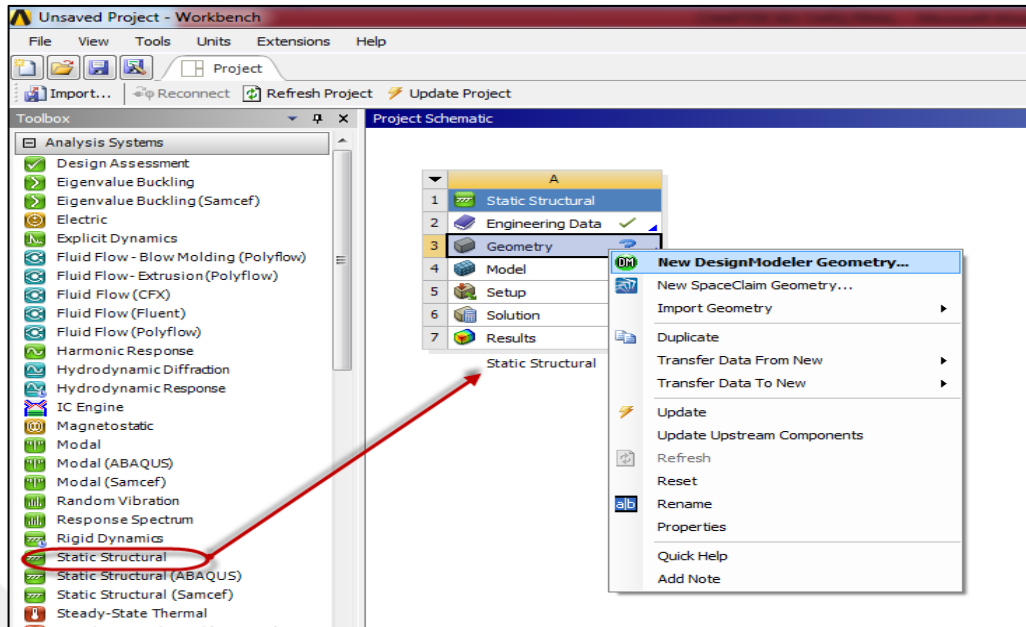 Unsaved Project - Workbench
File View Tools Units Extensions Help
Project
Import... Reconnect Refresh Project Update Project
Toolbox
Project Schematic
Analysis Systems
Design Assessment
Eigenvalue Buckling
Eigenvalue Buckling (Samcef)
Electric
Explicit Dynamics
Fluid Flow - Blow Molding (Polyflow)
Fluid Flow - Extrusion (Polyflow)
Fluid Flow (CFX)
Fluid Flow (Fluent)
Fluid Flow (Polyflow)
Harmonic Response
Hydrodynamic Diffraction
Hydrodynamic Response
IC Engine
Magnetostatic
Modal
Modal (ABAQUS)
Modal (Samcef)
Random Vibration
Response Spectrum
Rigid Dynamics
Static Structural
Static Structural (ABAQUS)
Static Structural (Samcef)
Steady-State Thermal
A
1 Static Structural
2 Engineering Data
3 Geometry
4 Model
5 Setup
6 Solution
7 Results
Static Structural
DM New DesignModeler Geometry...
New SpaceClaim Geometry...
Import Geometry
Duplicate
Transfer Data From New
Transfer Data To New
Update
Update Upstream Components
Refresh
Reset
a|b Rename
Properties
Quick Help
Add Note